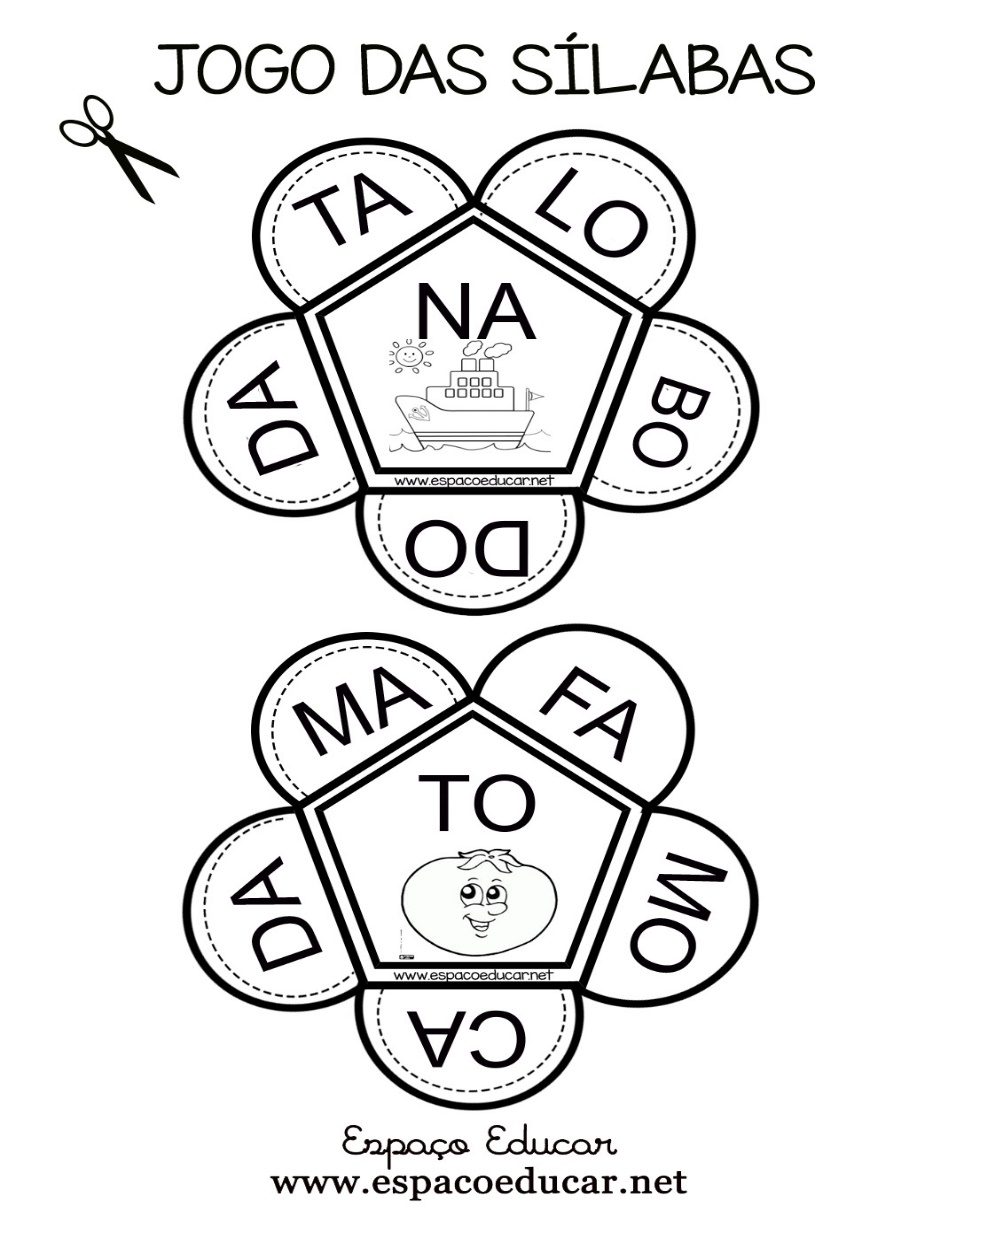 JOGO DAS SÍLABAS
TA
LO
NA
DA
BO
www.espacoeducar.net
DO
MA
FA
TO
DA
MO
www.espacoeducar.net
CA
Espaço Educar
www.espacoeducar.net